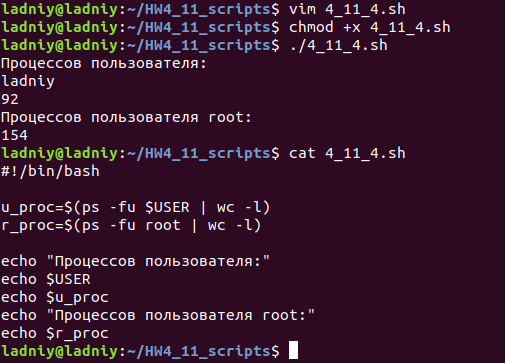 ladniy@ladniy:~/HW4_11_scripts$ vim 4_11_4.sh
ladniy@ladniy:~/HW4_11_scripts$ chmod +x 4_11_4.sh
ladniy@ladniy:~/HW4_11_scripts$ ./4_11_4.sh
Процессов пользователя:
ladniy
92
Процессов пользователя root:
154
ladniy@ladniy:~/HW4_11_scripts$ cat 4_11_4.sh
#!/bin/bash
u_proc=$(ps -fu $USER | wc -l)
r_proc=$(ps -fu root | wc -l)
echo "Процессов пользователя:"
echo $USER
echo $u_proc
echo "Процессов пользователя root:"
echo $r_proc
ladniy@ladniy:~/HW4_11_scripts$